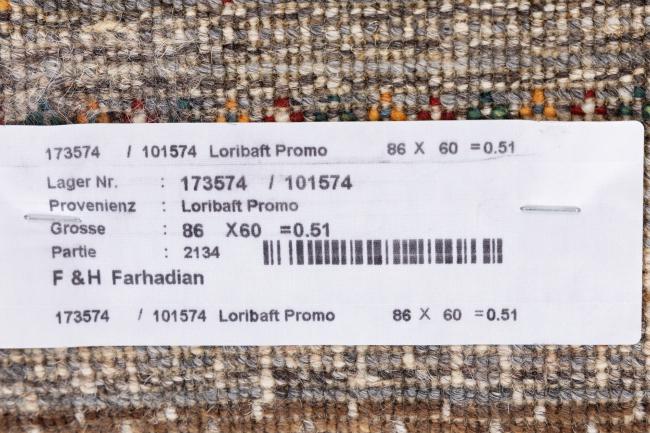 173574 / 101574 Loribaft Promo 86 X 60 =0.51
Lager Nr. : 173574 / 101574
Provenienz : Loribaft Promo
Grosse : 86 X60 =0.51
Partie : 2134
F &H Farhadian
173574 / 101574 Loribaft Promo 86 X 60 =0.51